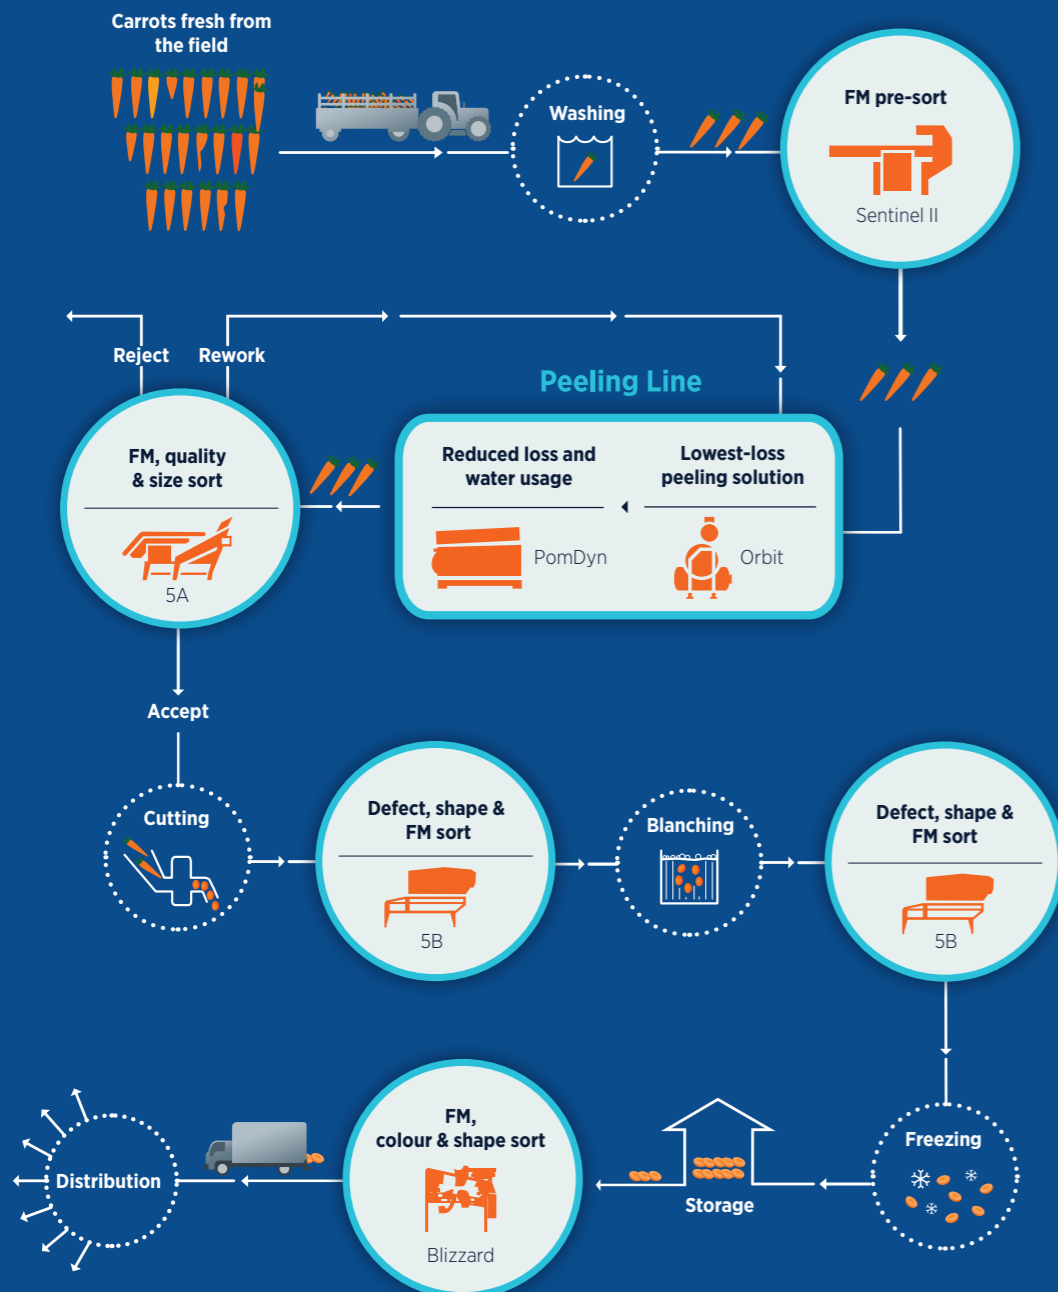 Carrots fresh from
the field
Washing
FM pre-sort
Sentinel II
Reject
Rework
Peeling Line
FM, quality
& size sort
5A
Reduced loss and
water usage
PomDyn
Lowest-loss
peeling solution
Orbit
Accept
Cutting
Defect, shape &
FM sort
5B
Blanching
Defect, shape &
FM sort
5B
Freezing
Storage
FM,
colour & shape sort
Blizzard
Distribution